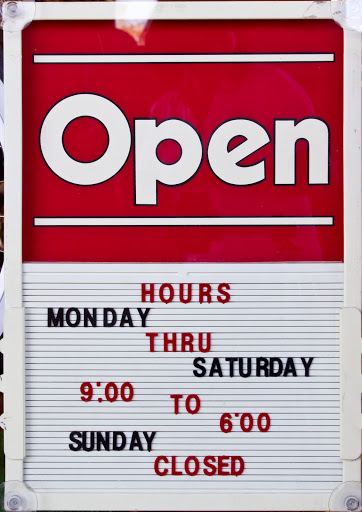 Open
HOURS
MONDAY
THRU
SATURDAY
9:00
TO
6:00
SUNDAY
CLOSED